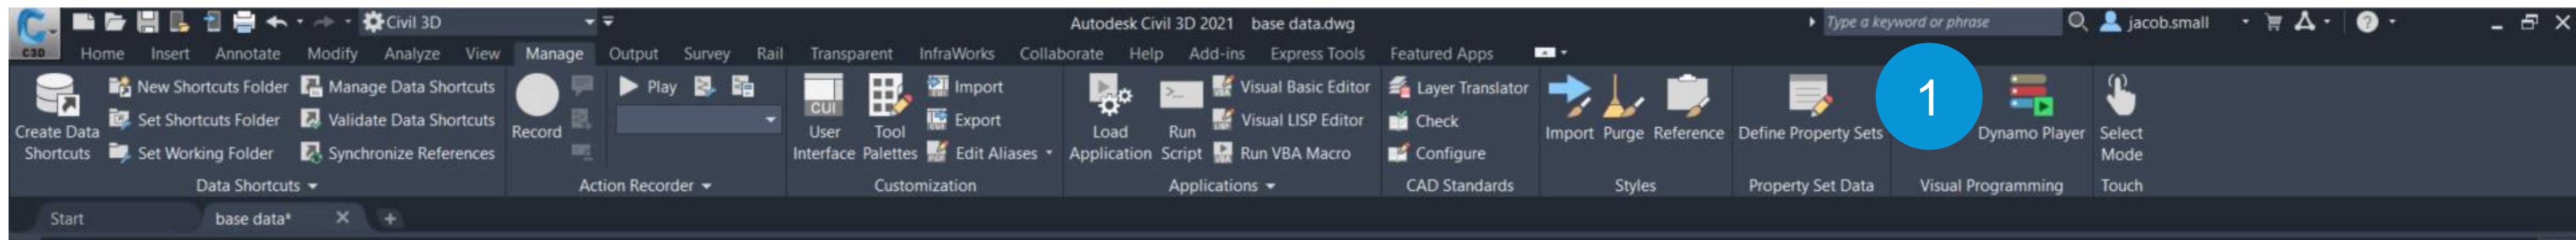 Civil 3D
Autodesk Civil 3D 2021 base data.dwg
Type a keyword or phrase
jacob.small
C3D Home Insert Annotate Modify Analyze View Manage Output Survey Rail Transparent InfraWorks Collaborate Help Add-ins Express Tools Featured Apps
Create Data Shortcuts
New Shortcuts Folder
Set Shortcuts Folder
Set Working Folder
Manage Data Shortcuts
Validate Data Shortcuts
Synchronize References
Data Shortcuts
Record
Play
Action Recorder
CUI
User Interface
Tool Palettes
Import
Export
Edit Aliases
Customization
Load Application
Run Script
Visual Basic Editor
Visual LISP Editor
Run VBA Macro
Applications
Layer Translator
Check
Configure
CAD Standards
Import Purge Reference
Styles
Define Property Sets
Property Set Data
1
Dynamo Player
Visual Programming
Select Mode
Touch
Start
base data*